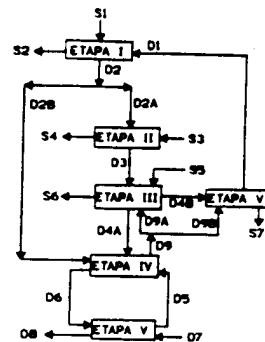 S1
D1
S2
ETAPA I
D2
D2B
D2A
S4
ETAPA II
S3
D3
S5
S6
ETAPA III
D4B
ETAPA V
D9A
D9B
S7
D4A
D9
ETAPA IV
D6
D5
D8
ETAPA V
D7